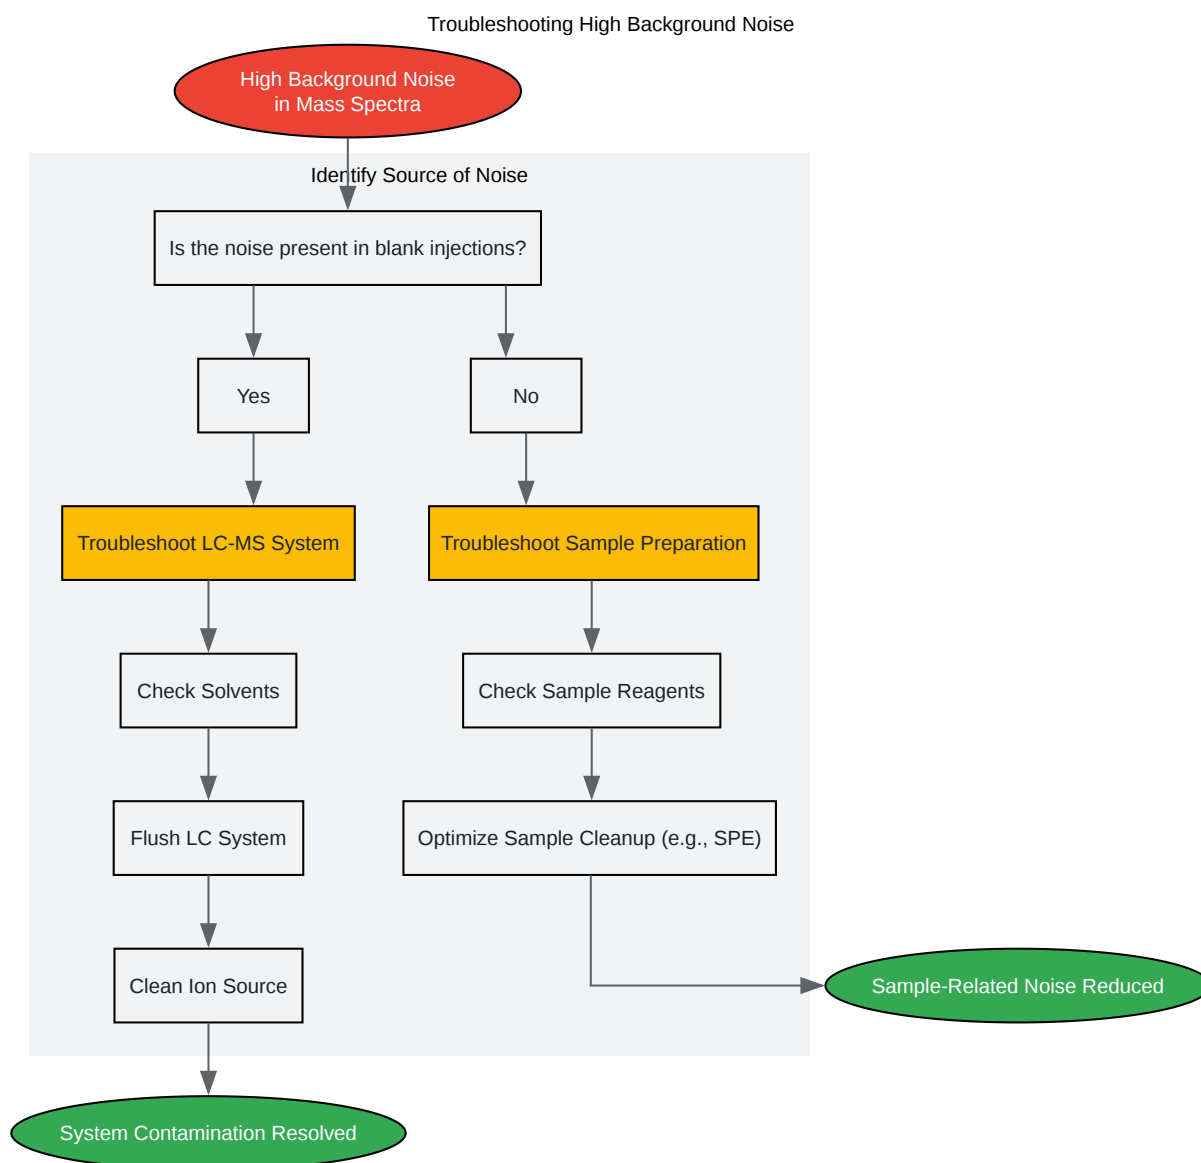 Troubleshooting High Background Noise
High Background Noise
in Mass Spectra
Identify Source of Noise
Is the noise present in blank injections?
Yes
No
Troubleshoot LC-MS System
Troubleshoot Sample Preparation
Check Solvents
Check Sample Reagents
Flush LC System
Optimize Sample Cleanup (e.g., SPE)
Clean Ion Source
Sample-Related Noise Reduced
System Contamination Resolved